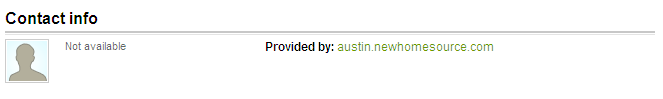 Contact info
Not available
Provided by: austin.newhomesource.com